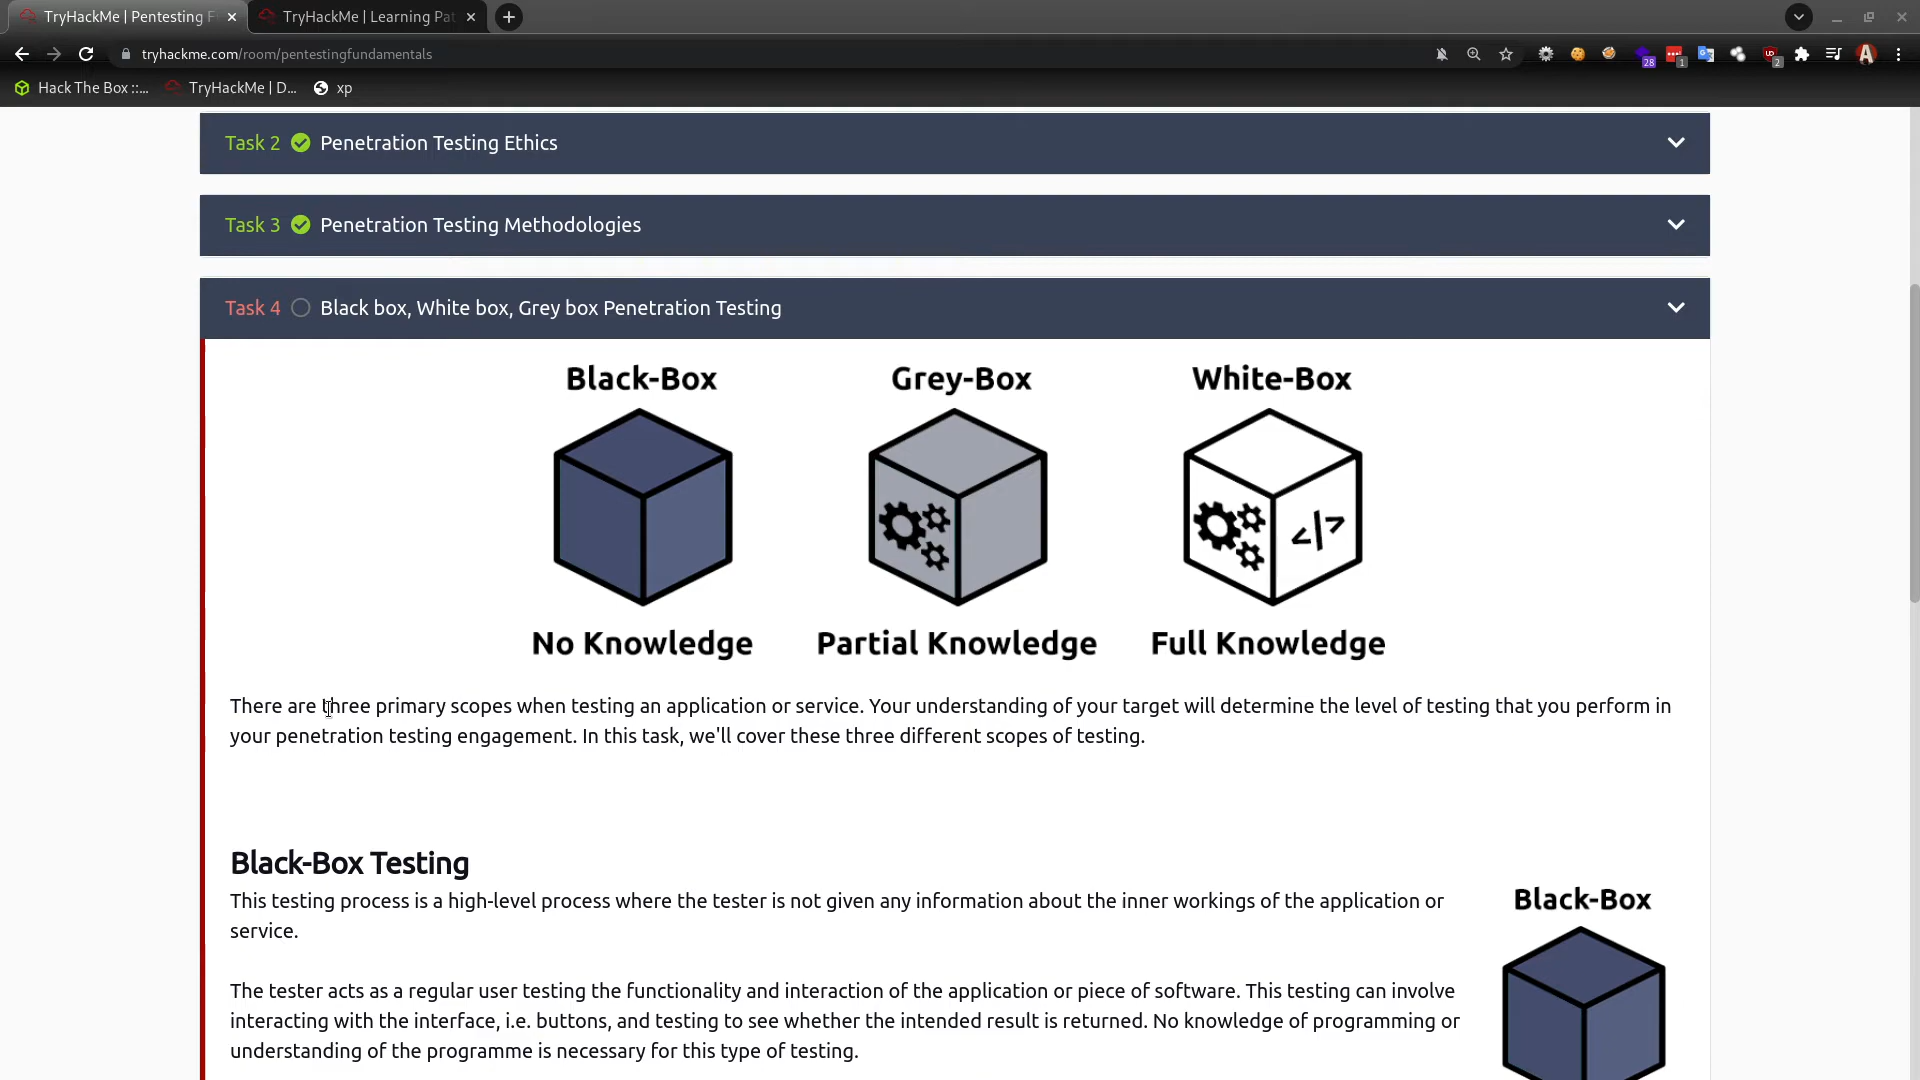 TryHackMe | Pentesting F
TryHackMe | Learning Pat
tryhackme.com/room/pentestingfundamentals
28
1
2
Hack The Box ::...
TryHackMe | D...
xp
Task 2 Penetration Testing Ethics
Task 3 Penetration Testing Methodologies
Task 4 Black box, White box, Grey box Penetration Testing
Black-Box Grey-Box White-Box
</>
No Knowledge Partial Knowledge Full Knowledge
There are three primary scopes when testing an application or service. Your understanding of your target will determine the level of testing that you perform in
your penetration testing engagement. In this task, we'll cover these three different scopes of testing.
Black-Box Testing
This testing process is a high-level process where the tester is not given any information about the inner workings of the application or
service.
Black-Box
The tester acts as a regular user testing the functionality and interaction of the application or piece of software. This testing can involve
interacting with the interface, i.e. buttons, and testing to see whether the intended result is returned. No knowledge of programming or
understanding of the programme is necessary for this type of testing.